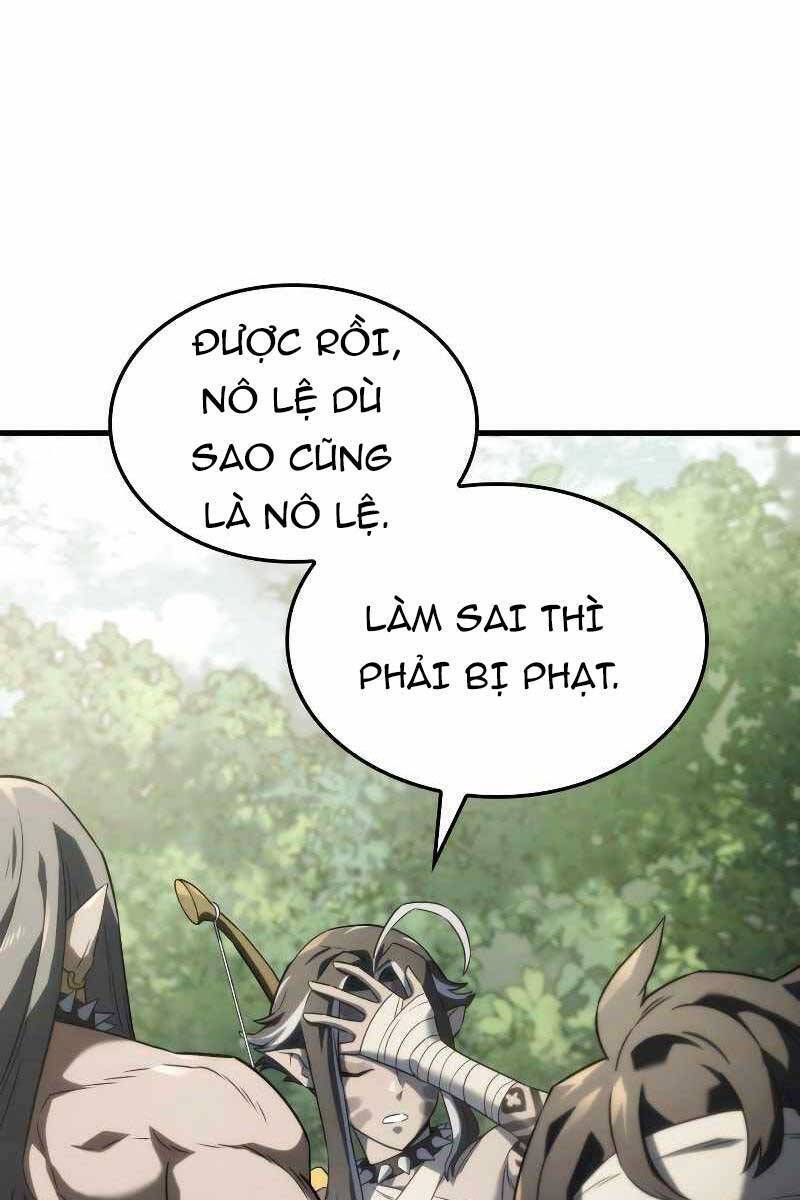 ĐƯỢC RỒI,
NÔ LỆ DÙ
SAO CŨNG
LÀ NÔ LỆ.
LÀM SAI THÌ
PHẢI BỊ PHẠT.